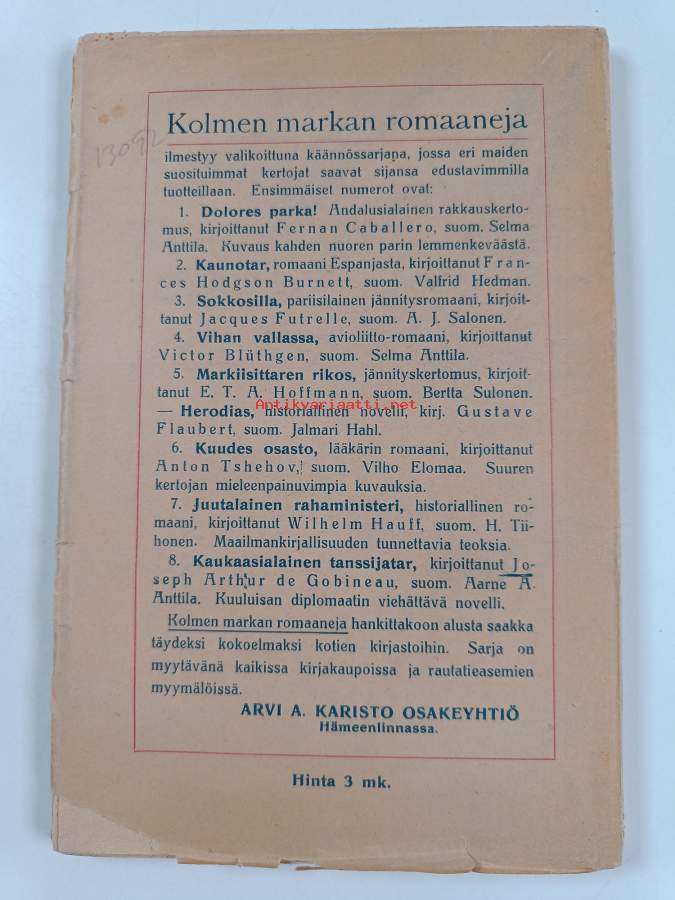 13092
Kolmen markan romaaneja
ilmestyy valikoittuna käännössarjana, jossa eri maiden
suosituimmat kertojat saavat sijansa edustavimmilla
tuotteillaan. Ensimmäiset numerot ovat:
1. Dolores parka! Andalusialainen rakkauskerto-
mus, kirjoittanut Fernan Caballero, suom. Selma
Anttila. Kuvaus kahden nuoren parin lemmenkeväästä.
2. Kaunotar, romaani Espanjasta, kirjoittanut Fran-
ces Hodgson Burnett, suom. Valfrid Hedman.
3. Sokkosilla, pariisilainen jännitysromaani, kirjoit-
tanut Jacques Futrelle, suom. A. J. Salonen.
4. Vihan vallassa, avioliitto-romaani, kirjoittanut
Victor Blüthgen, suom. Selma Anttila.
5. Markiisittaren rikos, jännityskertomus, kirjoit-
tanut E. T. A. Hoffmann, suom. Bertta Sulonen.
Antikvariaatti.net
— Herodias, historiallinen novelli, kirj. Gustave
Flaubert, suom. Jalmari Hahl.
6. Kuudes osasto, lääkärin romaani, kirjoittanut
Anton Tshehov,! suom. Vilho Elomaa. Suuren
kertojan mieleenpainuvimpia kuvauksia.
7. Juutalainen rahaministeri, historiallinen ro-
maani, kirjoittanut Wilhelm Hauff, suom. H. Tii-
honen. Maailmankirjallisuuden tunnettavia teoksia.
8. Kaukaasialainen tanssijatar, kirjoittanut Jo-
seph Arthur de Gobineau, suom. Aarne A.
Anttila. Kuuluisan diplomaatin viehättävä novelli.
Kolmen markan romaaneja hankittakoon alusta saakka
täydeksi kokoelmaksi kotien kirjastoihin. Sarja on
myytävänä kaikissa kirjakaupoissa ja rautatieasemien
myymälöissä.
ARVI A. KARISTO OSAKEYHTIÖ
Hämeenlinnassa.
Hinta 3 mk.